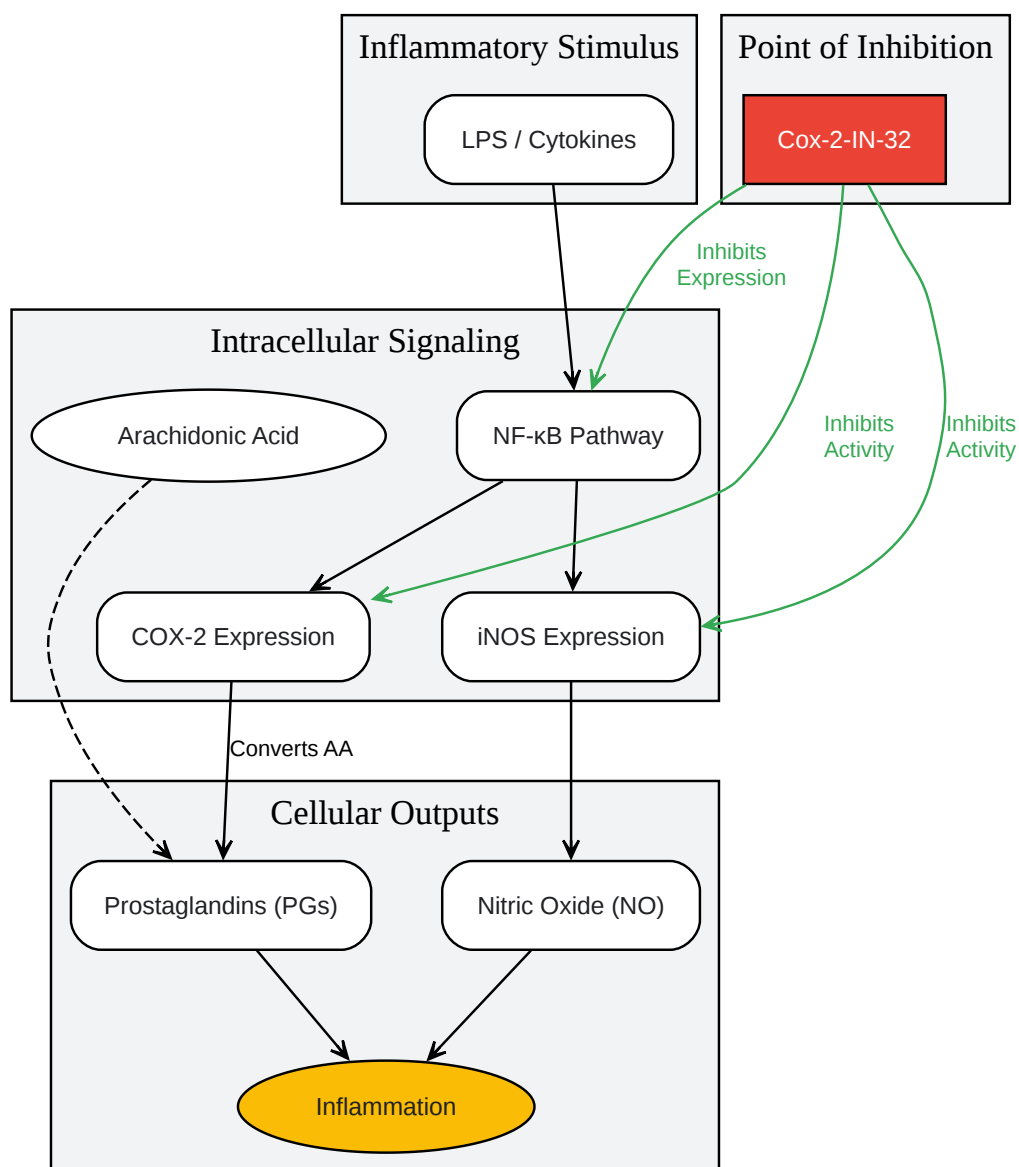 Inflammatory Stimulus
Point of Inhibition
LPS / Cytokines
Cox-2-IN-32
Inhibits
Expression
Intracellular Signaling
Arachidonic Acid
NF-κB Pathway
Inhibits
Activity
Inhibits
Activity
COX-2 Expression
iNOS Expression
Converts AA
Cellular Outputs
Prostaglandins (PGs)
Nitric Oxide (NO)
Inflammation